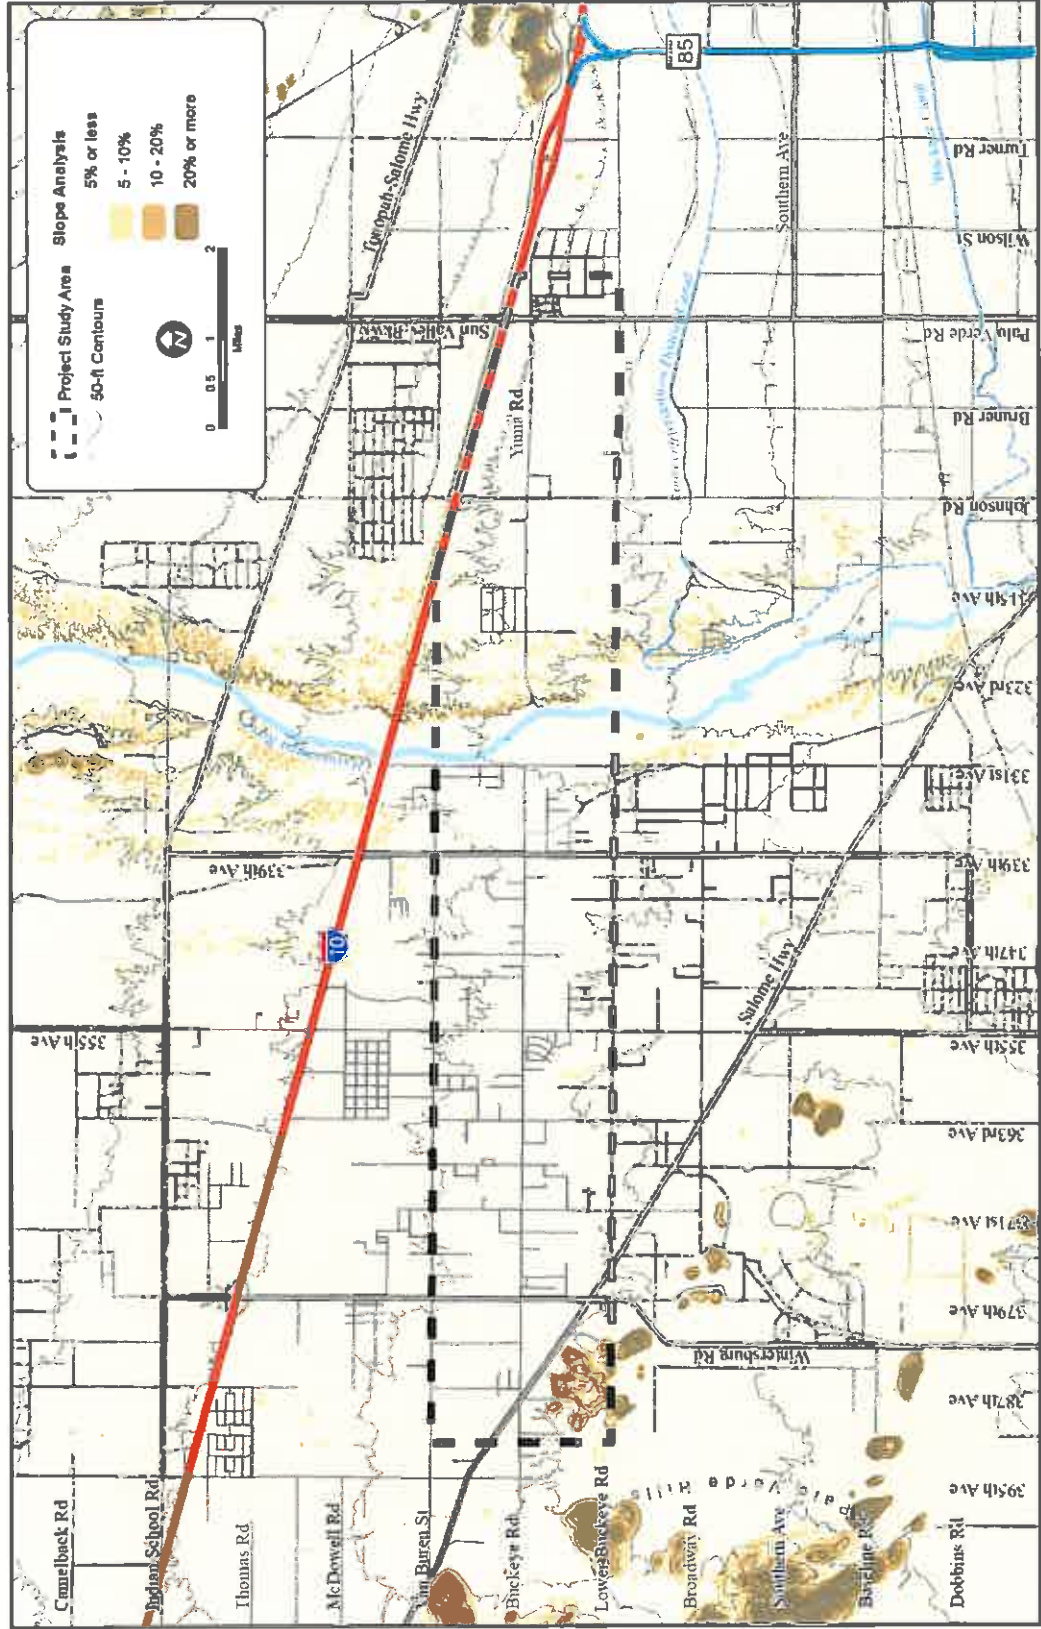 Project Study Area
50-ft Contours
Slope Analysis
5% or less
5 - 10%
10 - 20%
20% or more
N
0 0.5 1 2
Miles
Tonopah-Salome Hwy
85
Southern Ave
Turner Rd
Wilson St
Palo Verde Rd
Bruner Rd
Johnson Rd
315th Ave
323rd Ave
331st Ave
339th Ave
347th Ave
355th Ave
363rd Ave
371st Ave
379th Ave
387th Ave
395th Ave
Sun Valley Pkwy
Yuma Rd
339th Ave
10
355th Ave
Salome Hwy
Wintersburg Rd
Palo Verde Hills
Camelback Rd
Indian School Rd
Thomas Rd
McDowell Rd
Van Buren St
Buckeye Rd
Lower Buckeye Rd
Broadway Rd
Southern Ave
Baseline Rd
Dobbins Rd